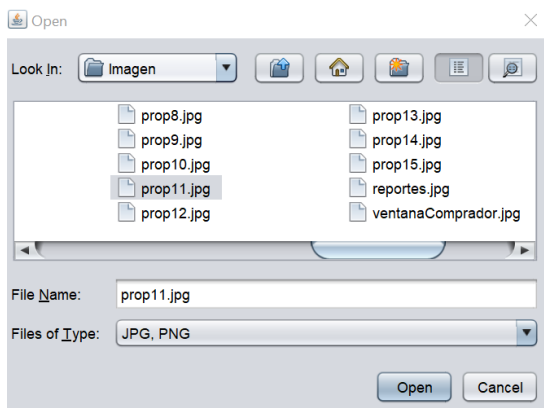 Open
Look In: Imagen
prop8.jpg prop13.jpg
prop9.jpg prop14.jpg
prop10.jpg prop15.jpg
prop11.jpg reportes.jpg
prop12.jpg ventanaComprador.jpg
File Name: prop11.jpg
Files of Type: JPG, PNG
Open Cancel